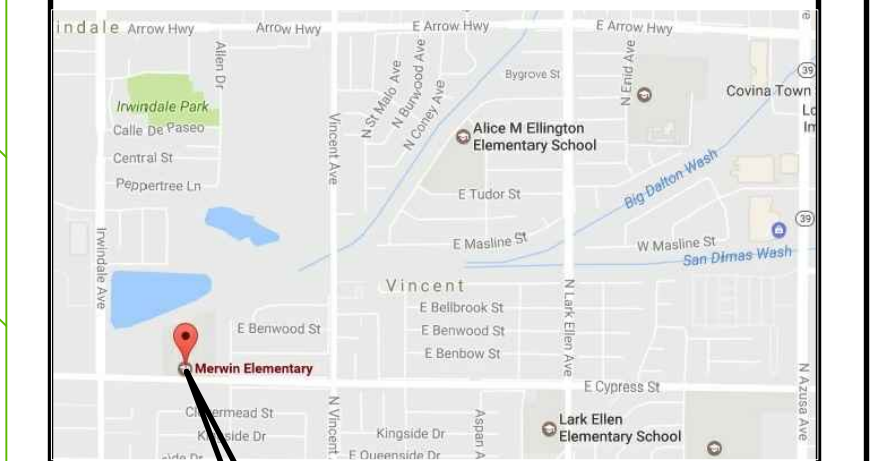 indale
Arrow Hwy
Arrow Hwy
E Arrow Hwy
E Arrow Hwy
Allen Dr
Irwindale Park
Calle De Paseo
Central St
Peppertree Ln
Irwindale Ave
Vincent Ave
N St Malo Ave
N Burwood Ave
N Coney Ave
Bygrove St
N Enid Ave
39
Covina Town
Alice M Ellington
Elementary School
E Tudor St
Big Dalton Wash
E Masline St
W Masline St
39
San Dimas Wash
Vincent
E Bellbrook St
E Benwood St
E Benwood St
E Benbow St
N Lark Ellen Ave
Merwin Elementary
E Cypress St
N Azusa Ave
N Vincent
Kingside Dr
Aspan A
Lark Ellen
Elementary School
E Queenside Dr